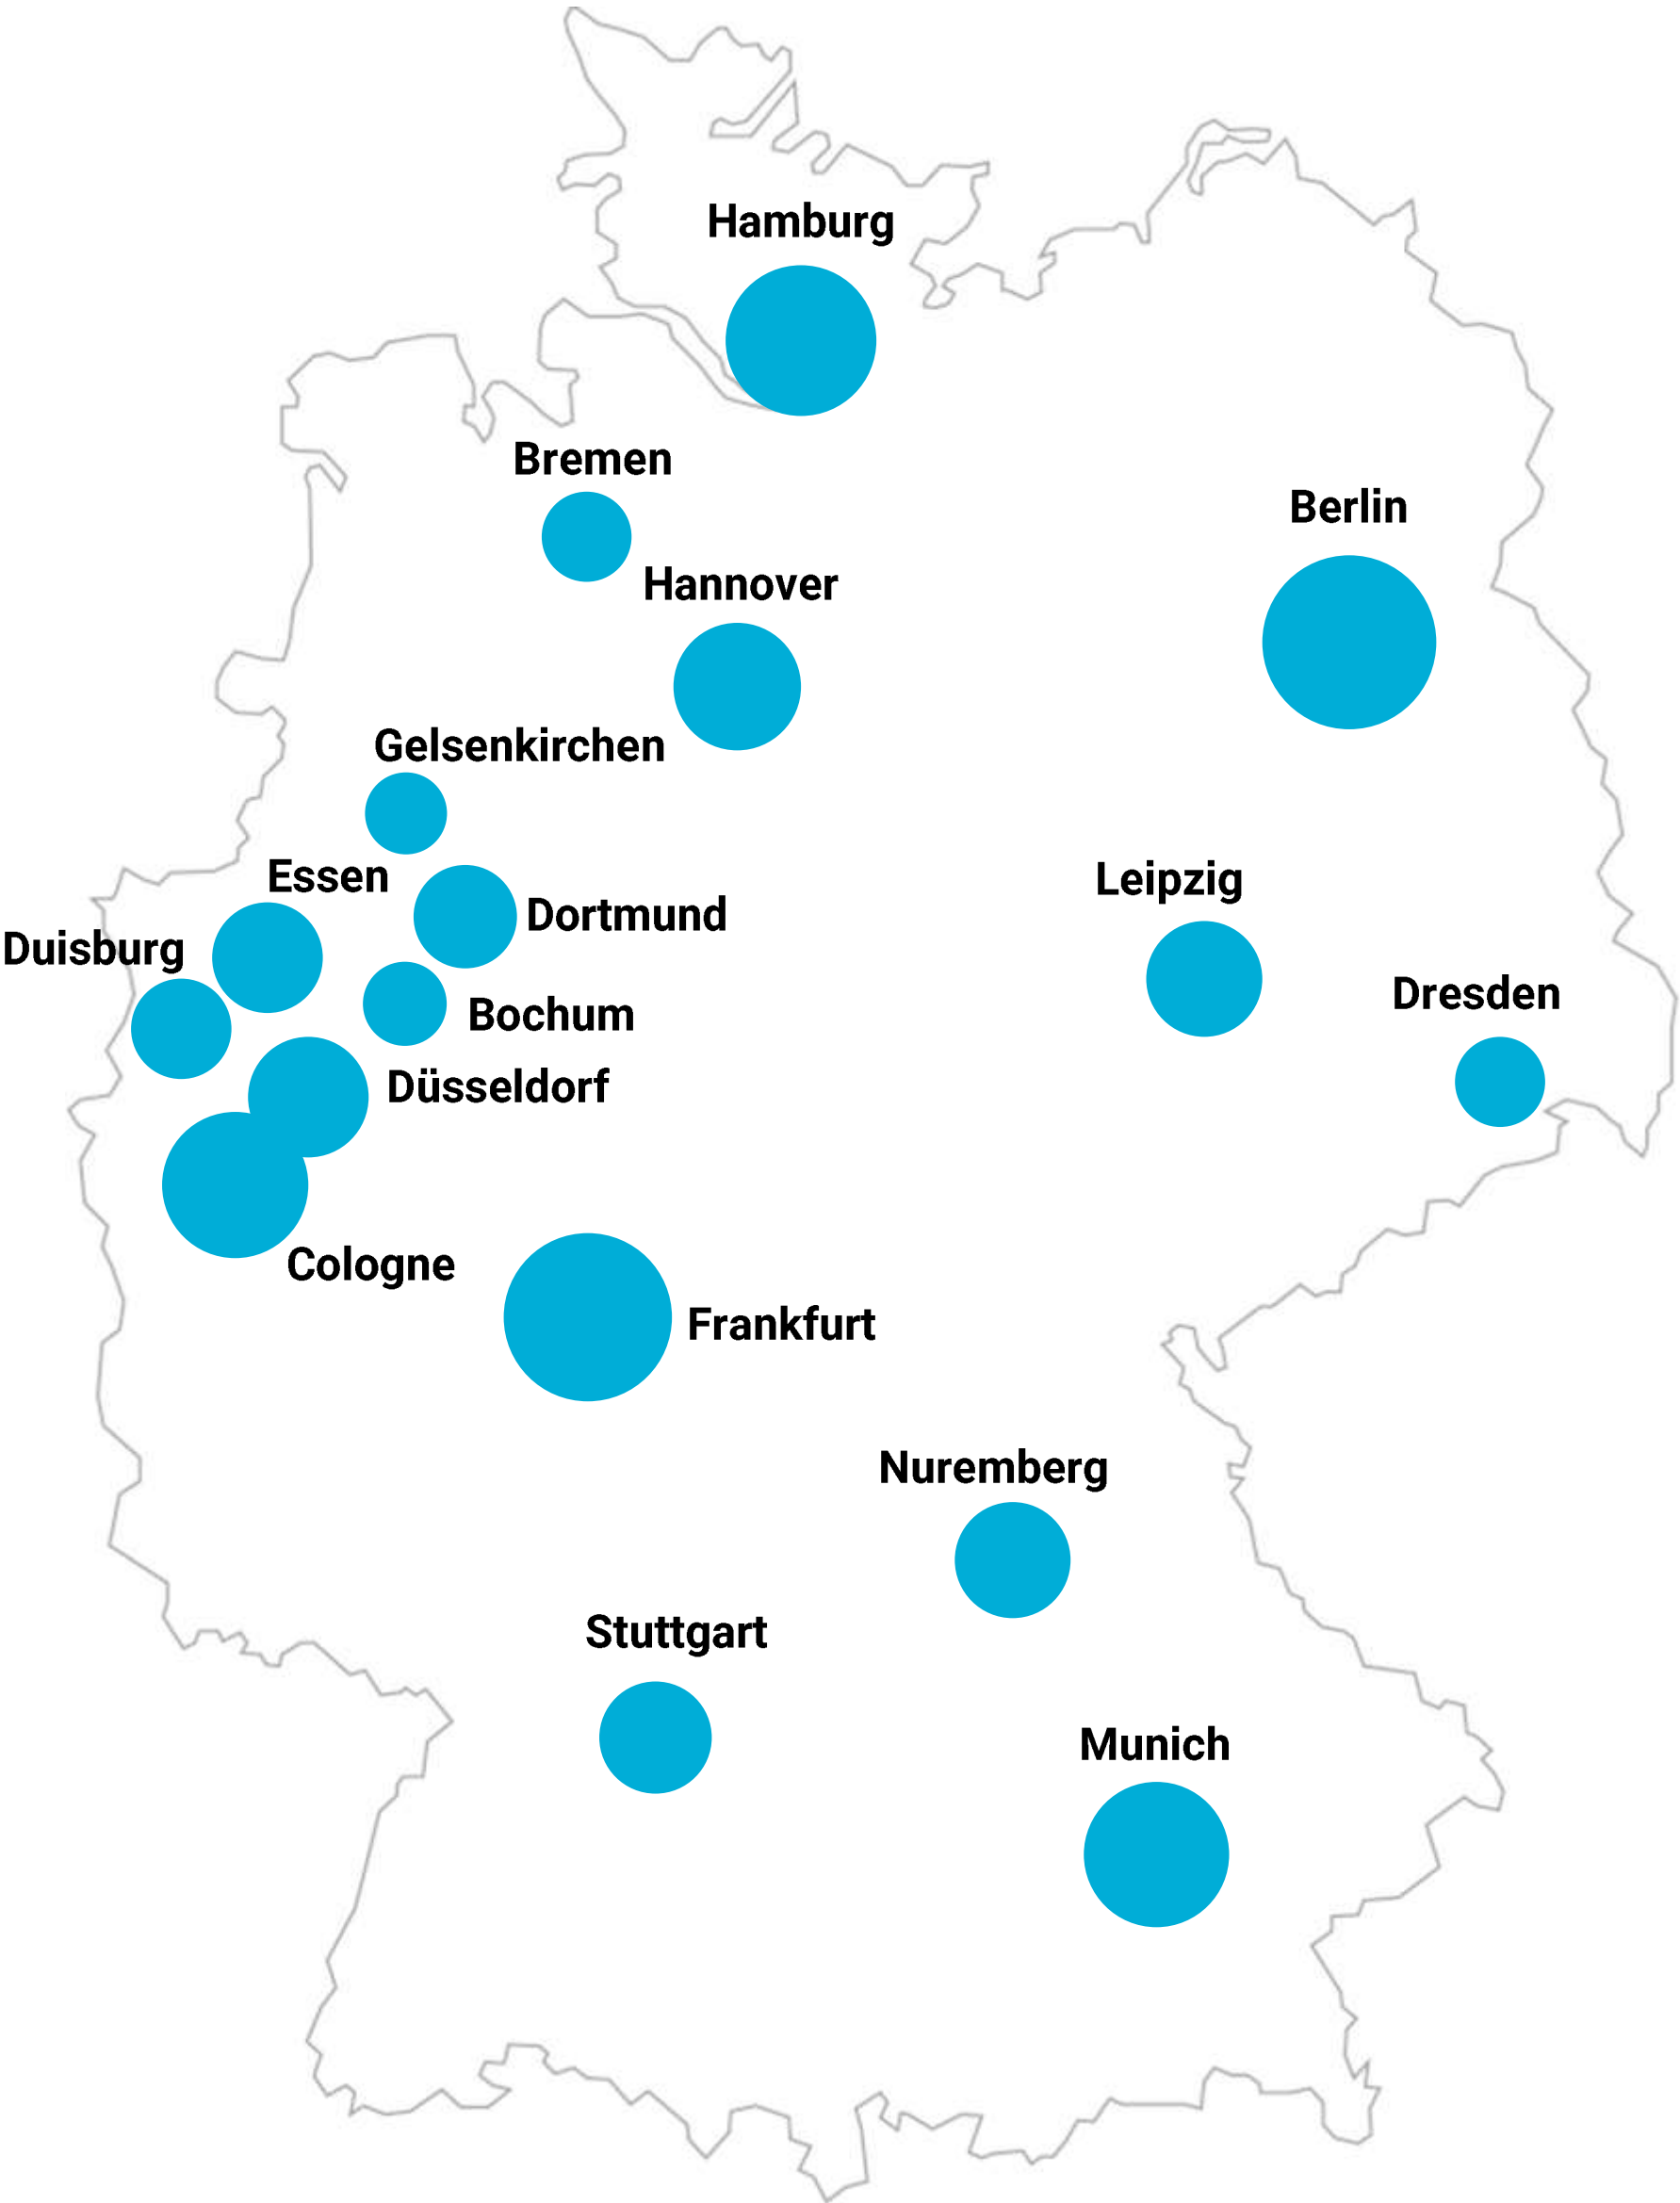 Hamburg
Bremen
Berlin
Hannover
Gelsenkirchen
Essen
Leipzig
Dortmund
Duisburg
Dresden
Bochum
Düsseldorf
Cologne
Frankfurt
Nuremberg
Stuttgart
Munich